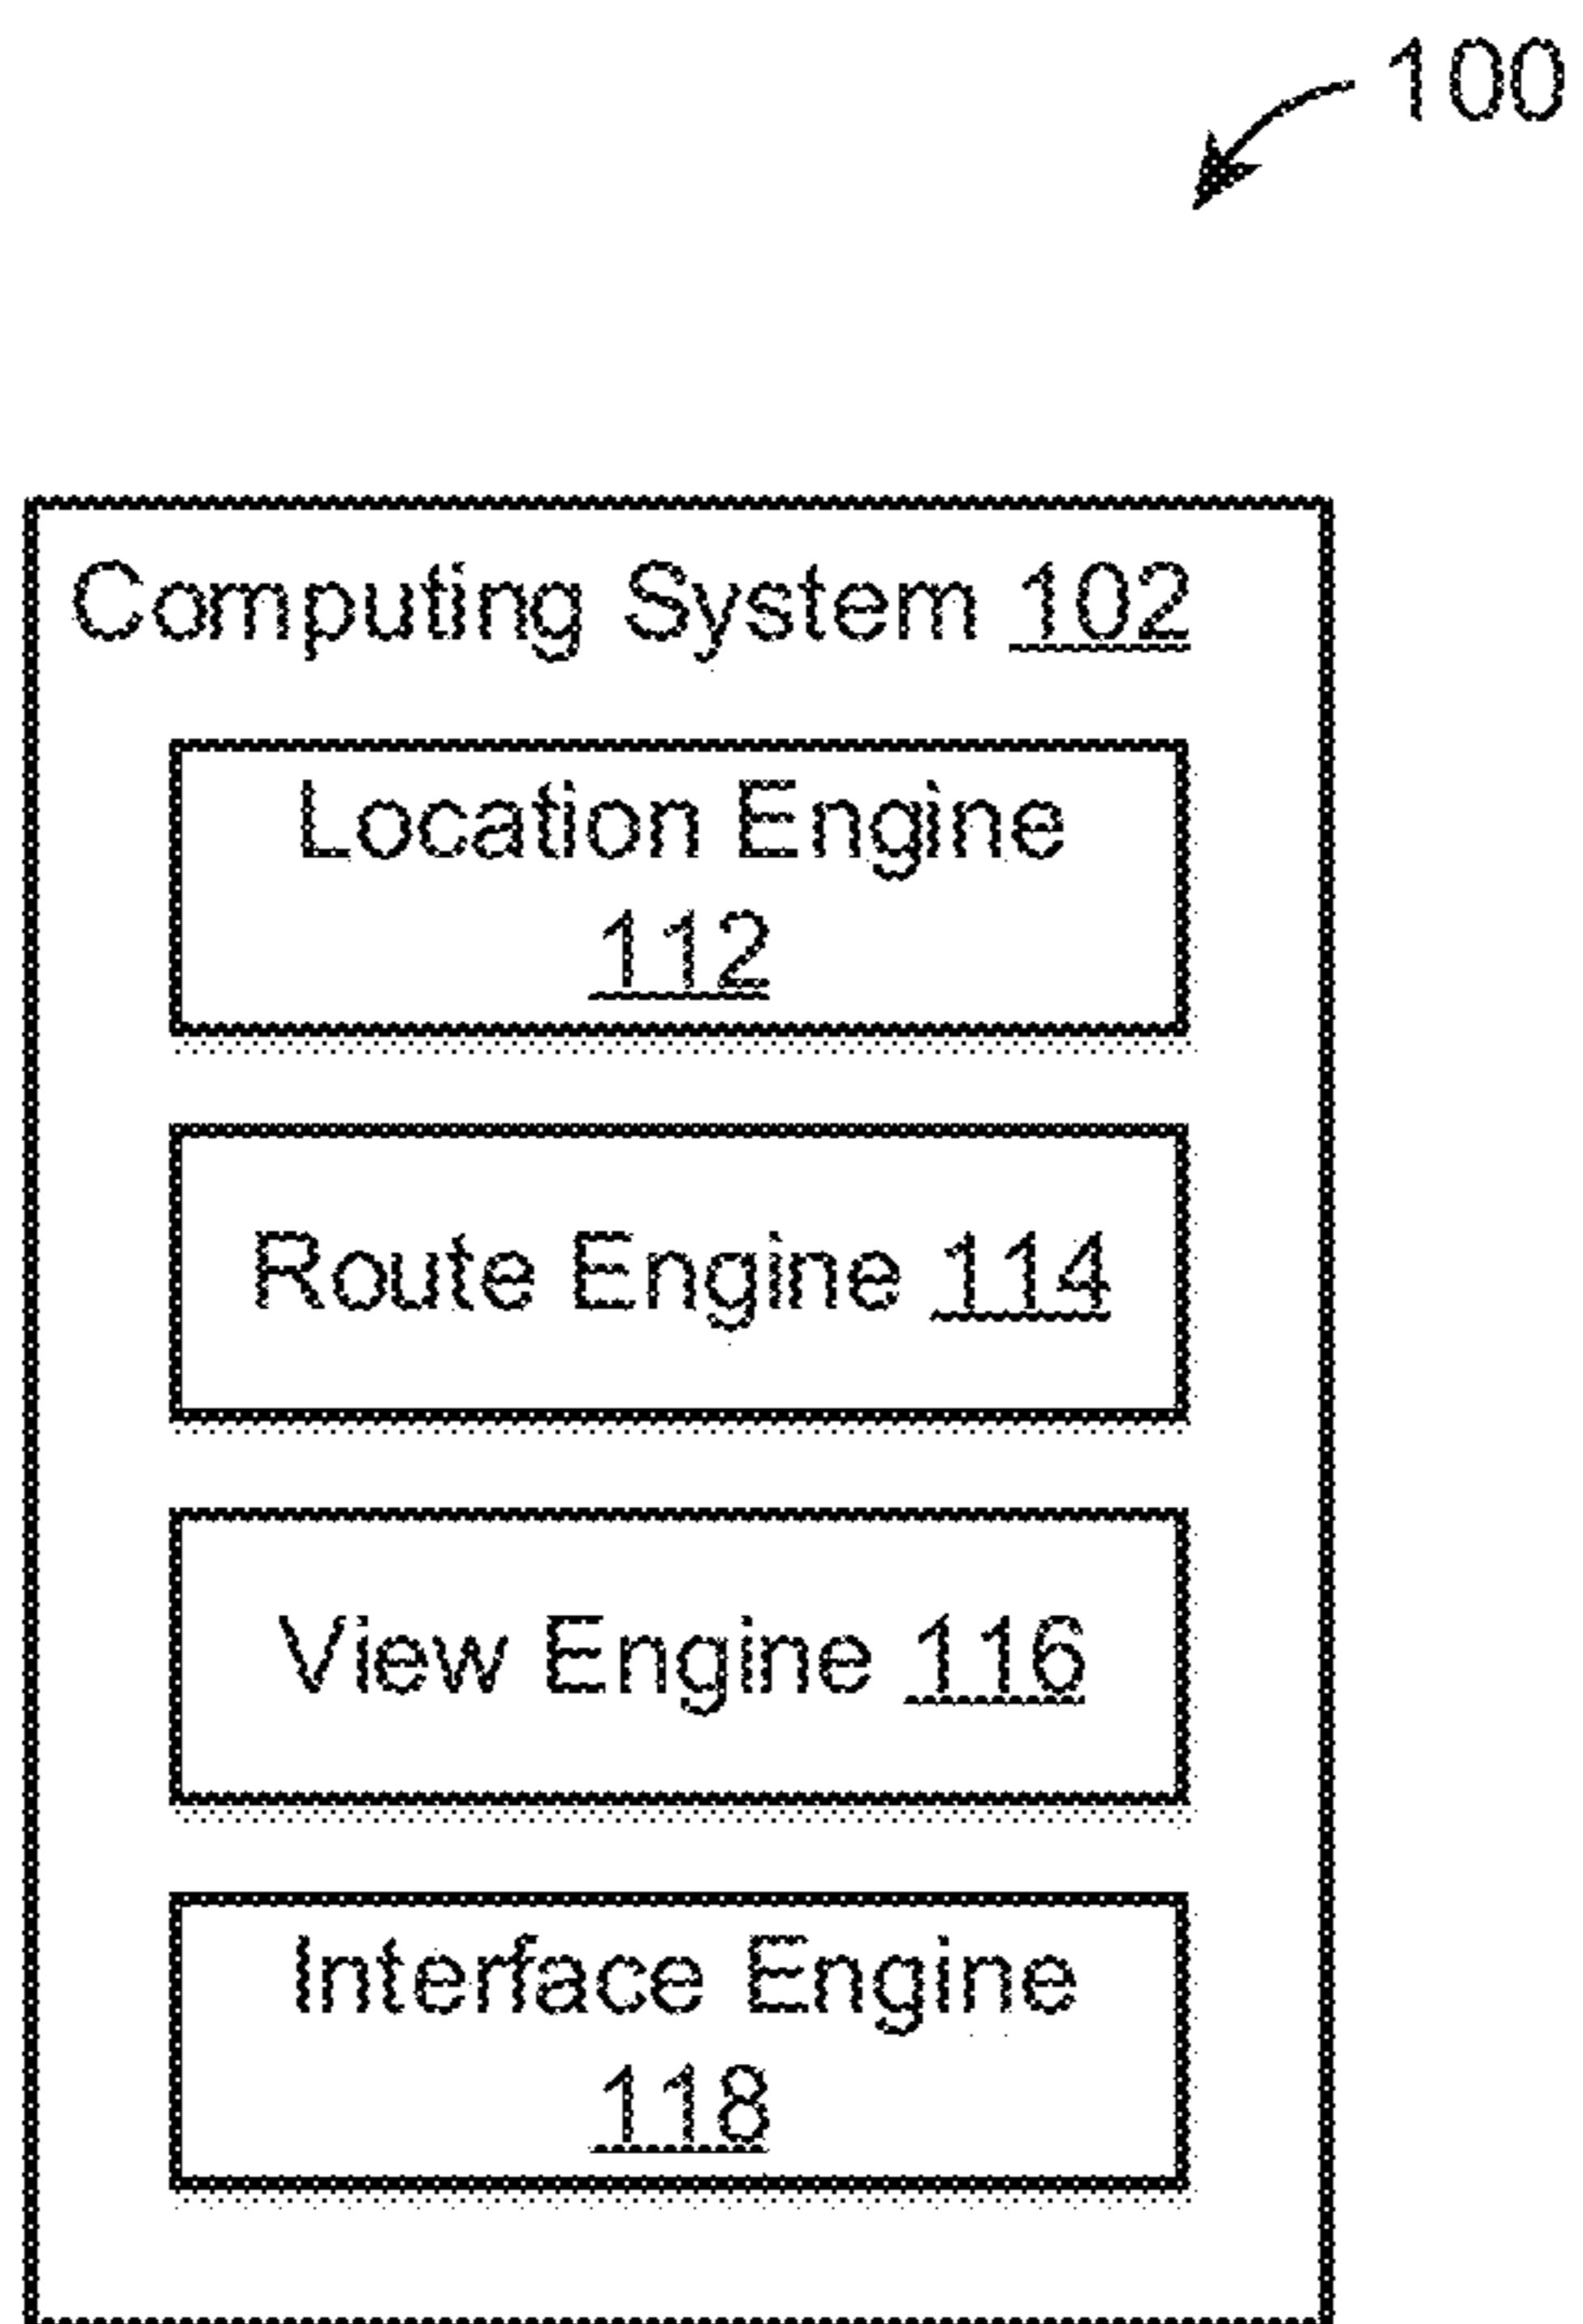 100
Computing System 102
Location Engine
112
Route Engine 114
View Engine 116
Interface Engine
118